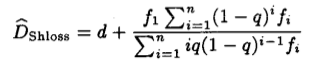 $\widehat{D}_{\text{Shloss}} = d + \frac{f_1 \sum_{i=1}^{n} (1-q)^i f_i}{\sum_{i=1}^{n} iq(1-q)^{i-1} f_i}$